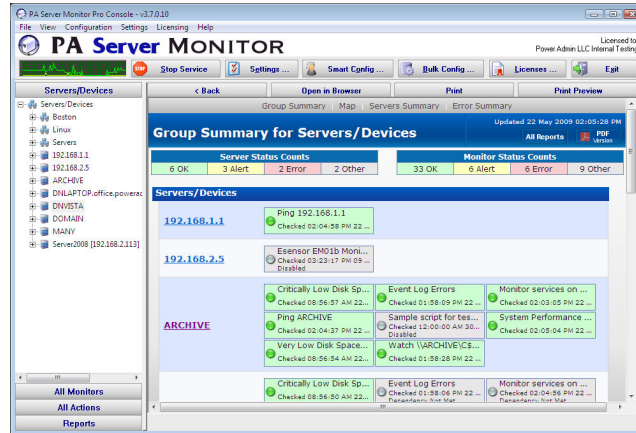 PA Server Monitor Pro Console - v3.7.0.10
File View Configuration Settings Licensing Help
PA Server MONITOR
Licensed to
Power Admin LLC Internal Testing
STOP Stop Service Settings ... Smart Config ... Bulk Config ... Licenses ... Exit
Servers/Devices
< Back Open in Browser Print Print Preview
Servers/Devices
Boston
Linux
Servers
192.168.1.1
192.168.2.5
ARCHIVE
DNLAPTOP.office.powerac
DNVISTA
DOMAIN
MANY
Server2008 [192.168.2.113]
All Monitors
All Actions
Reports
Group Summary Map Servers Summary Error Summary
Updated 22 May 2009 02:05:28 PM
Group Summary for Servers/Devices
All Reports PDF Version
Server Status Counts
6 OK 3 Alert 2 Error 2 Other
Monitor Status Counts
33 OK 6 Alert 6 Error 9 Other
Servers/Devices
192.168.1.1
Ping 192.168.1.1
Checked 02:04:58 PM 22 ...
192.168.2.5
Esensor EM01b Moni...
Checked 03:23:17 PM 09 ...
Disabled
ARCHIVE
Critically Low Disk Sp...
Checked 08:56:57 AM 22...
Event Log Errors
Checked 01:58:09 PM 22 ...
Monitor services on ...
Checked 02:03:05 PM 22 ...
Ping ARCHIVE
Checked 02:04:37 PM 22 ...
Sample script for tes...
Checked 12:00:00 AM 30...
Disabled
System Performance ...
Checked 02:05:04 PM 22 ...
Very Low Disk Space...
Checked 08:56:54 AM 22...
Watch \\ARCHIVE\C$...
Checked 01:58:28 PM 22 ...
Critically Low Disk Sp...
Checked 08:56:50 AM 22...
Event Log Errors
Checked 01:58:06 PM 22 ...
Dependency Not Met
Monitor services on ...
Checked 02:04:56 PM 22 ...
Dependency Not Met